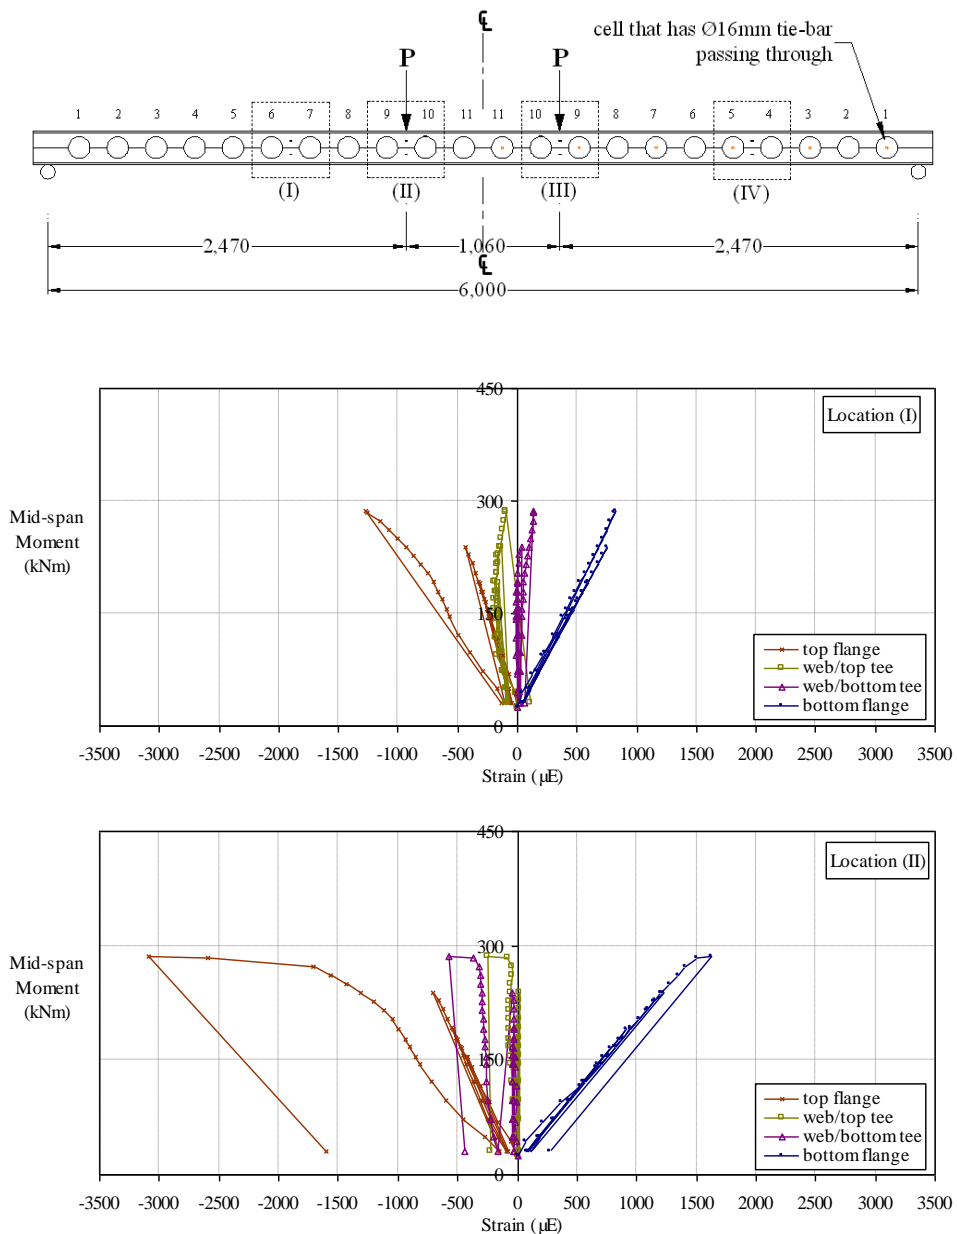 ℄
cell that has Ø16mm tie-bar
passing through
P P
1 2 3 4 5 6 7 8 9 10 11 11 10 9 8 7 6 5 4 3 2 1
(I) (II) (III) (IV)
2,470 1,060 2,470
℄
6,000
450
Location (I)
300
Mid-span
Moment
(kNm)
150
top flange
web/top tee
web/bottom tee
bottom flange
0
-3500 -3000 -2500 -2000 -1500 -1000 -500 0 500 1000 1500 2000 2500 3000 3500
Strain (µE)
450
Location (II)
300
Mid-span
Moment
(kNm)
150
top flange
web/top tee
web/bottom tee
bottom flange
0
-3500 -3000 -2500 -2000 -1500 -1000 -500 0 500 1000 1500 2000 2500 3000 3500
Strain (µE)